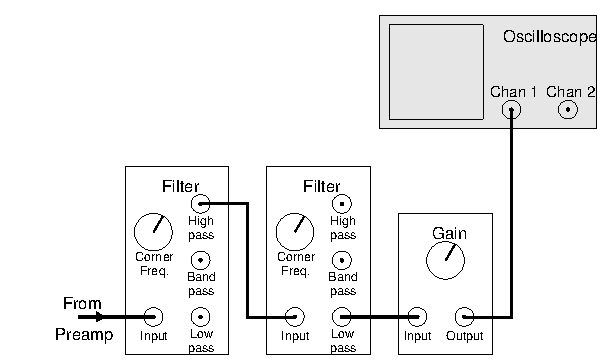 Oscilloscope
Chan 1 Chan 2
Filter
High
pass
Corner
Freq.
Band
pass
From
Preamp
Input
Low
pass
Filter
High
pass
Corner
Freq.
Band
pass
Input
Low
pass
Gain
Input Output